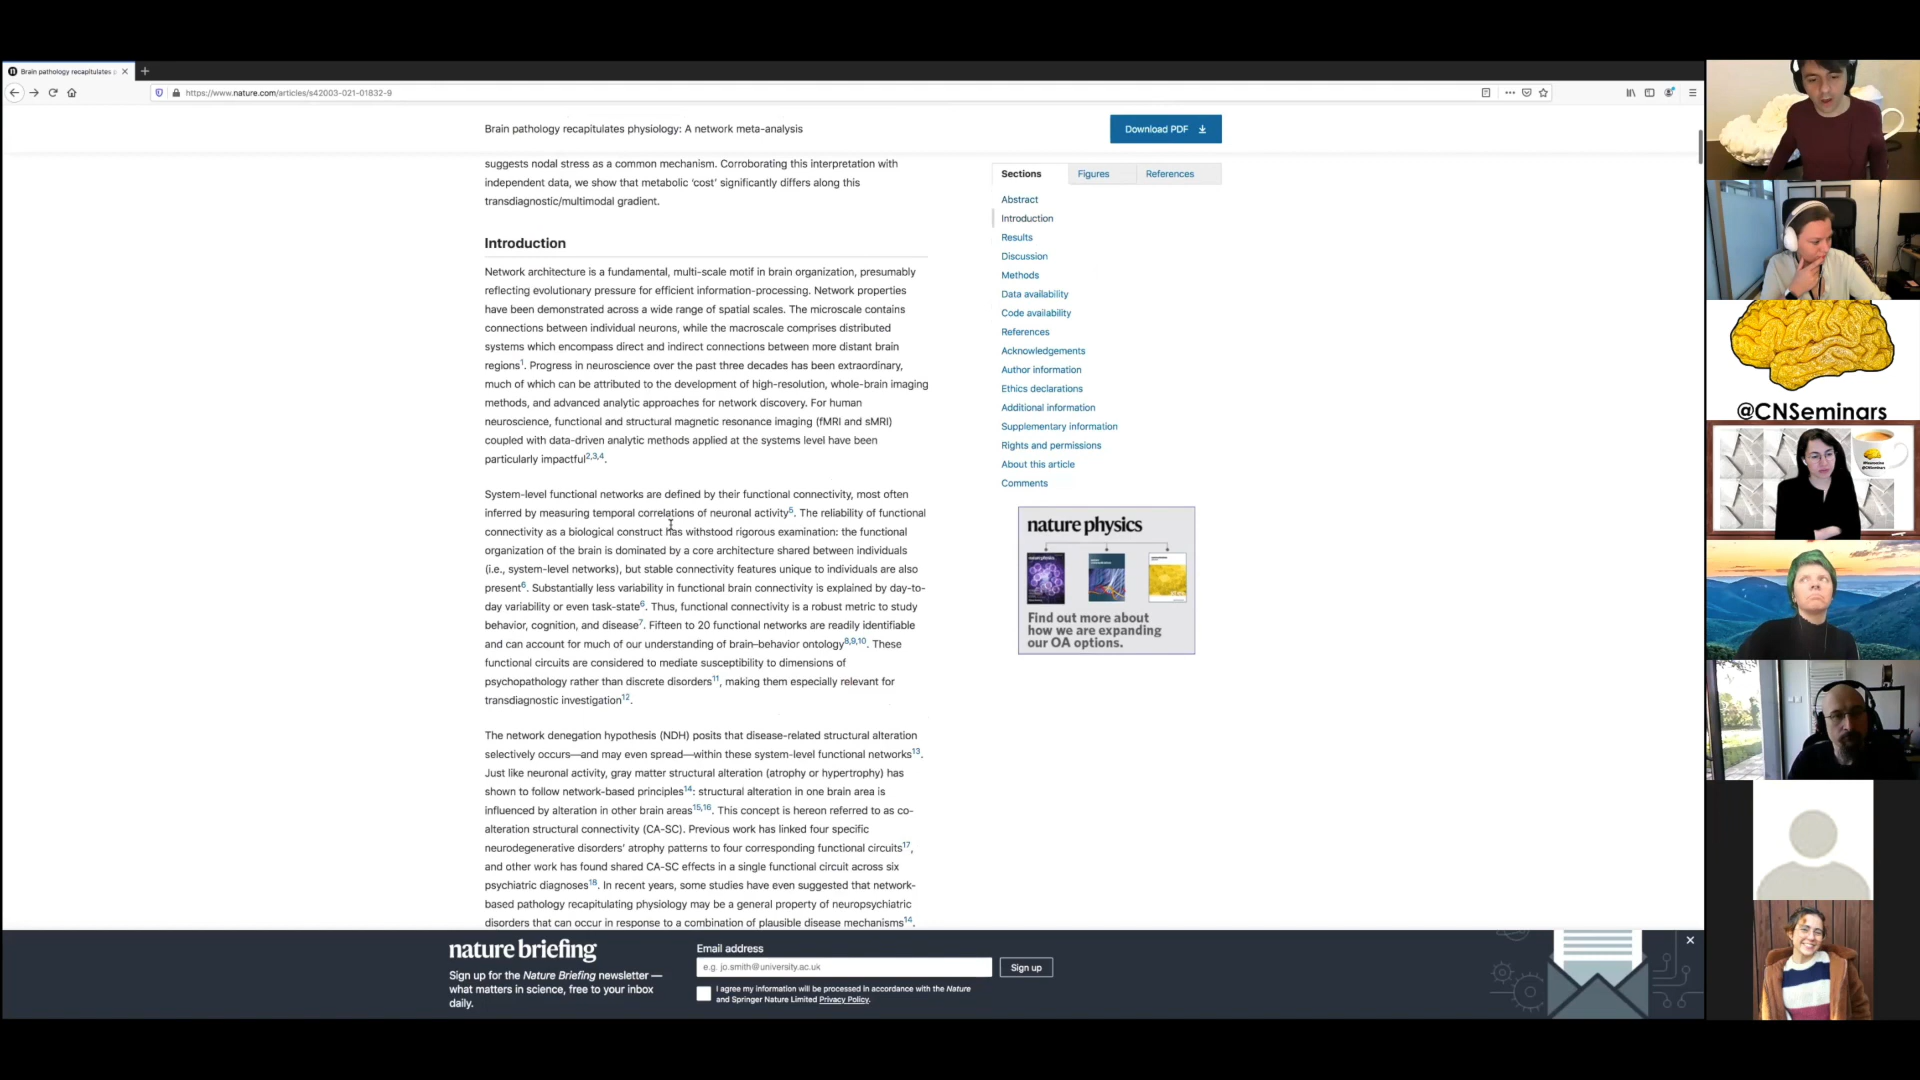 Brain pathology recapitulates
https://www.nature.com/articles/s42003-021-01832-9
Brain pathology recapitulates physiology: A network meta-analysis
Download PDF
suggests nodal stress as a common mechanism. Corroborating this interpretation with
independent data, we show that metabolic ‘cost’ significantly differs along this
transdiagnostic/multimodal gradient.
Introduction
Network architecture is a fundamental, multi-scale motif in brain organization, presumably
reflecting evolutionary pressure for efficient information-processing. Network properties
have been demonstrated across a wide range of spatial scales. The microscale contains
connections between individual neurons, while the macroscale comprises distributed
systems which encompass direct and indirect connections between more distant brain
regions1. Progress in neuroscience over the past three decades has been extraordinary,
much of which can be attributed to the development of high-resolution, whole-brain imaging
methods, and advanced analytic approaches for network discovery. For human
neuroscience, functional and structural magnetic resonance imaging (fMRI and sMRI)
coupled with data-driven analytic methods applied at the systems level have been
particularly impactful2,3,4.
System-level functional networks are defined by their functional connectivity, most often
inferred by measuring temporal correlations of neuronal activity5. The reliability of functional
connectivity as a biological construct has withstood rigorous examination: the functional
organization of the brain is dominated by a core architecture shared between individuals
(i.e., system-level networks), but stable connectivity features unique to individuals are also
present6. Substantially less variability in functional brain connectivity is explained by day-to-
day variability or even task-state6. Thus, functional connectivity is a robust metric to study
behavior, cognition, and disease7. Fifteen to 20 functional networks are readily identifiable
and can account for much of our understanding of brain–behavior ontology8,9,10. These
functional circuits are considered to mediate susceptibility to dimensions of
psychopathology rather than discrete disorders11, making them especially relevant for
transdiagnostic investigation12.
The network denegation hypothesis (NDH) posits that disease-related structural alteration
selectively occurs—and may even spread—within these system-level functional networks13.
Just like neuronal activity, gray matter structural alteration (atrophy or hypertrophy) has
shown to follow network-based principles14: structural alteration in one brain area is
influenced by alteration in other brain areas15,16. This concept is hereon referred to as co-
alteration structural connectivity (CA-SC). Previous work has linked four specific
neurodegenerative disorders’ atrophy patterns to four corresponding functional circuits17,
and other work has found shared CA-SC effects in a single functional circuit across six
psychiatric diagnoses18. In recent years, some studies have even suggested that network-
based pathology recapitulating physiology may be a general property of neuropsychiatric
disorders that can occur in response to a combination of plausible disease mechanisms14.
Sections
Figures
References
Abstract
Introduction
Results
Discussion
Methods
Data availability
Code availability
References
Acknowledgements
Author information
Ethics declarations
Additional information
Supplementary information
Rights and permissions
About this article
Comments
nature physics
Find out more about
how we are expanding
our OA options.
nature briefing
Sign up for the Nature Briefing newsletter —
what matters in science, free to your inbox
daily.
Email address
e.g. jo.smith@university.ac.uk
Sign up
I agree my information will be processed in accordance with the Nature
and Springer Nature Limited Privacy Policy.
@CNSeminars